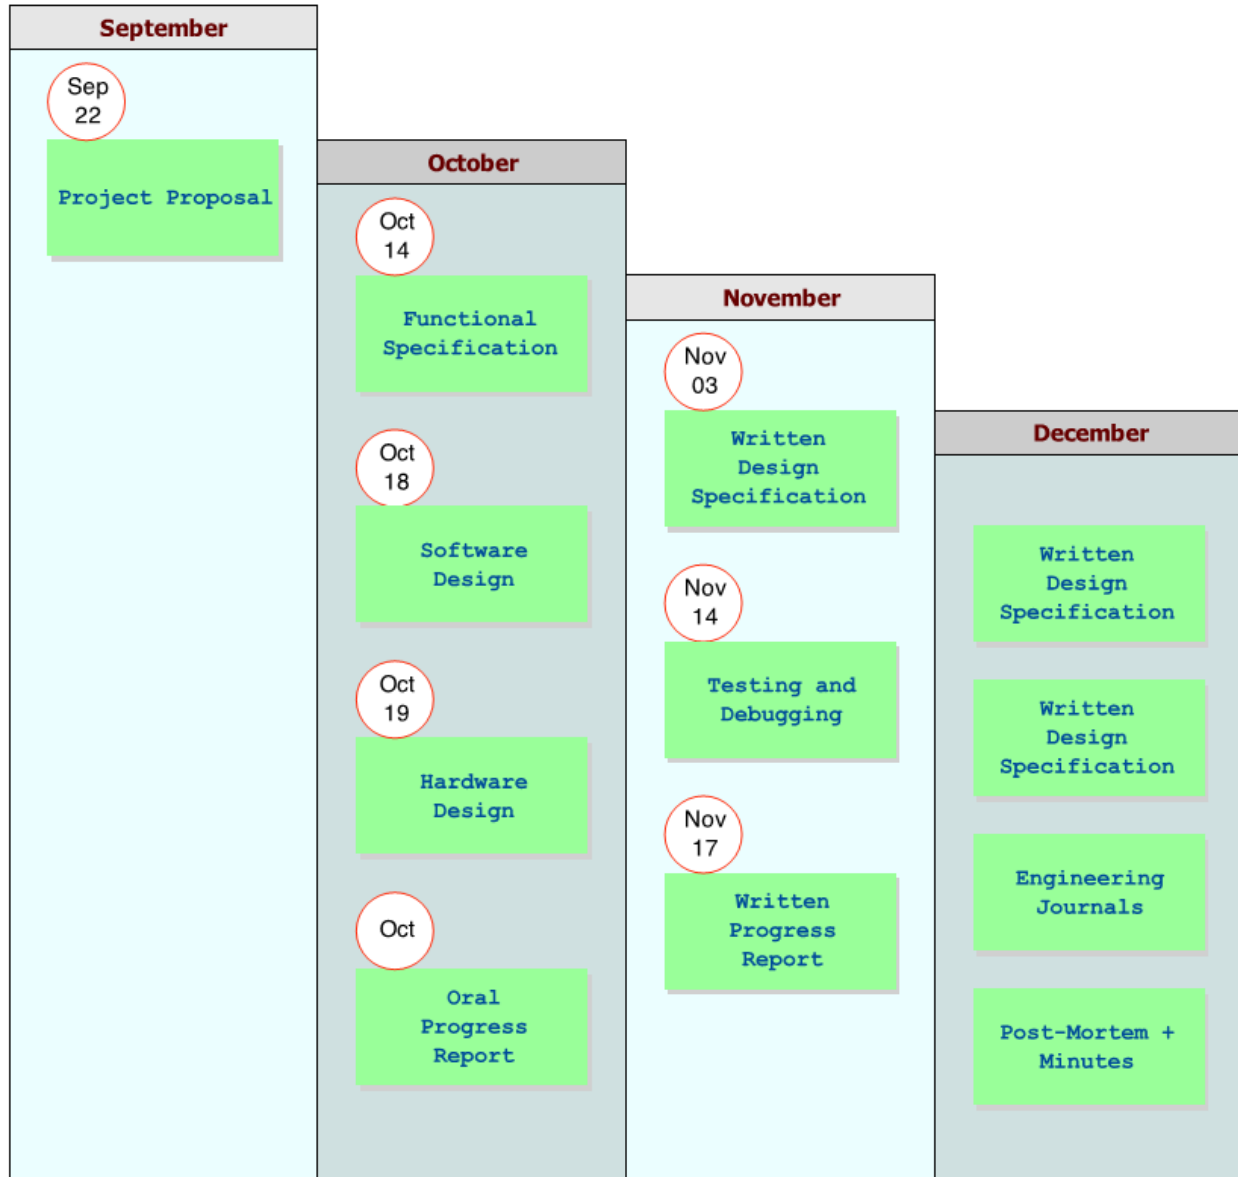 September
Sep
22
Project Proposal
October
Oct
14
Functional
Specification
Oct
18
Software
Design
Oct
19
Hardware
Design
Oct
Oral
Progress
Report
November
Nov
03
Written
Design
Specification
Nov
14
Testing and
Debugging
Nov
17
Written
Progress
Report
December
Written
Design
Specification
Written
Design
Specification
Engineering
Journals
Post-Mortem +
Minutes